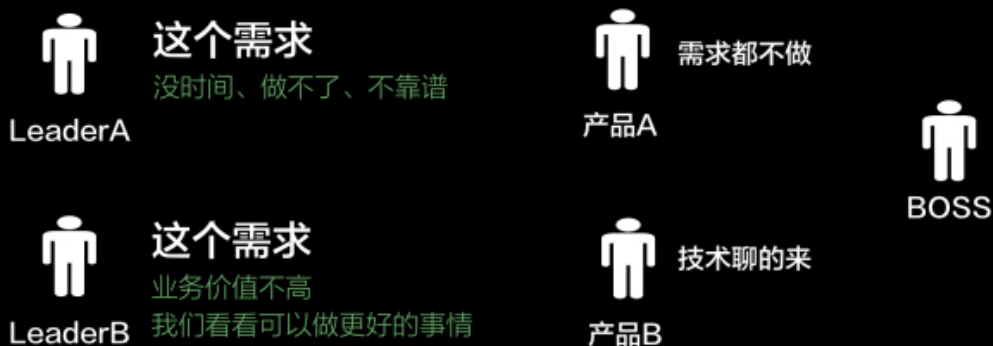 这个需求
没时间、做不了、不靠谱
LeaderA
需求都不做
产品A
BOSS
这个需求
业务价值不高
我们看看可以做更好的事情
LeaderB
技术聊的来
产品B